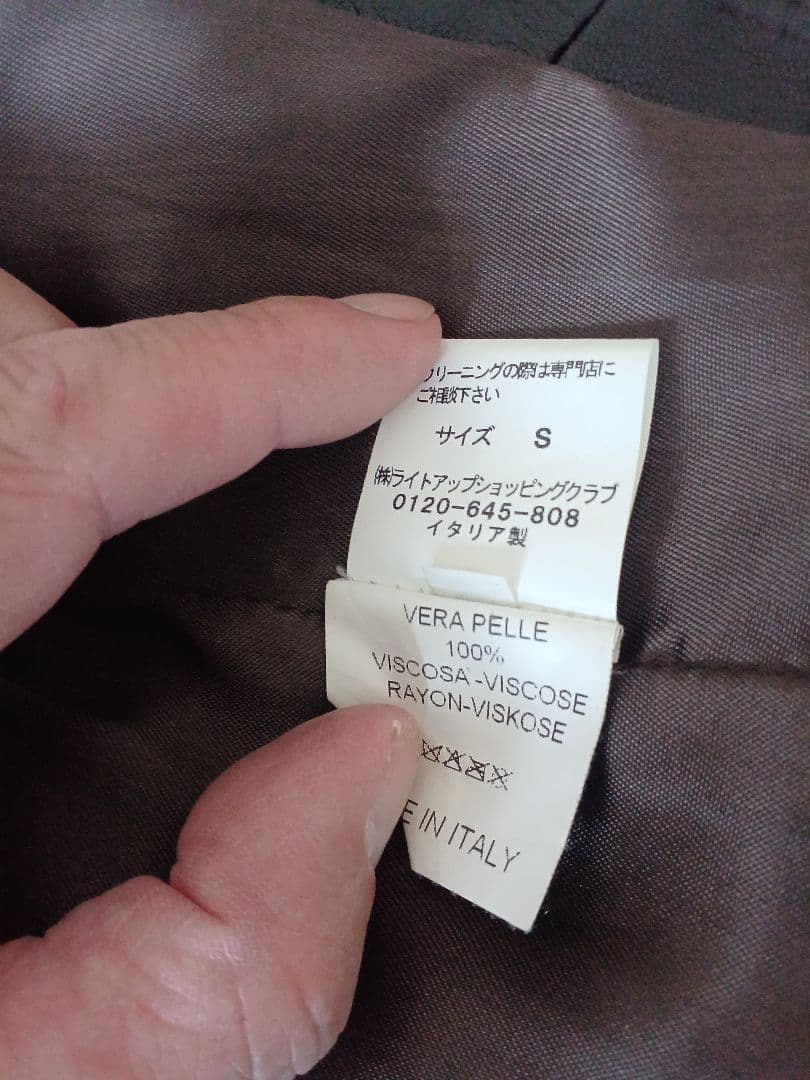 リーニングの際は専門店に
ご相談下さい
サイズ S
(株)ライトアップショッピングクラブ
0120-645-808
イタリア製
VERA PELLE
100%
VISCOSA-VISCOSE
RAYON-VISKOSE
E IN ITALY